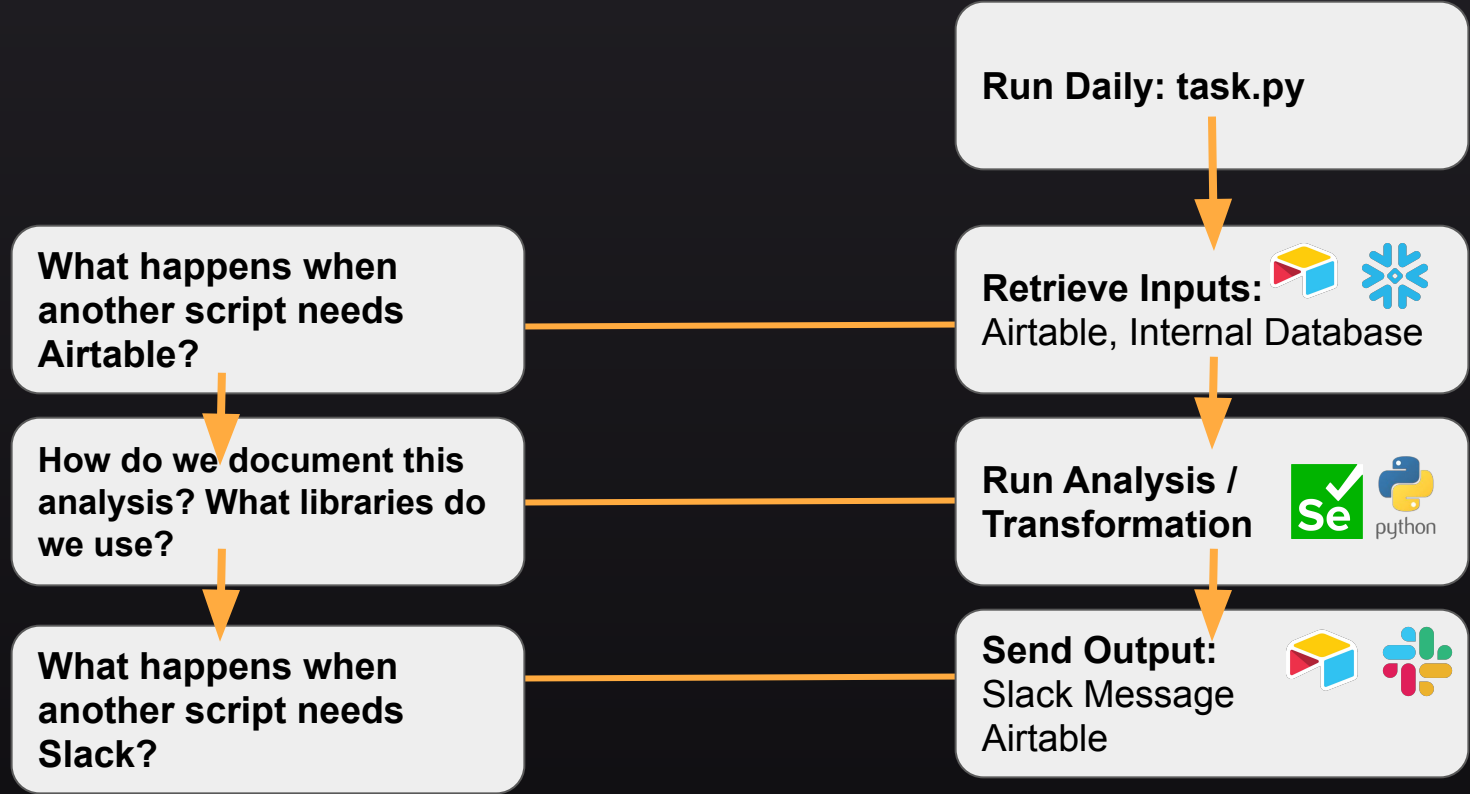 Run Daily: task.py
What happens when
another script needs
Airtable?
Retrieve Inputs:
Airtable, Internal Database
How do we document this
analysis? What libraries do
we use?
Run Analysis /
Transformation
Se
python
What happens when
another script needs
Slack?
Send Output:
Slack Message
Airtable